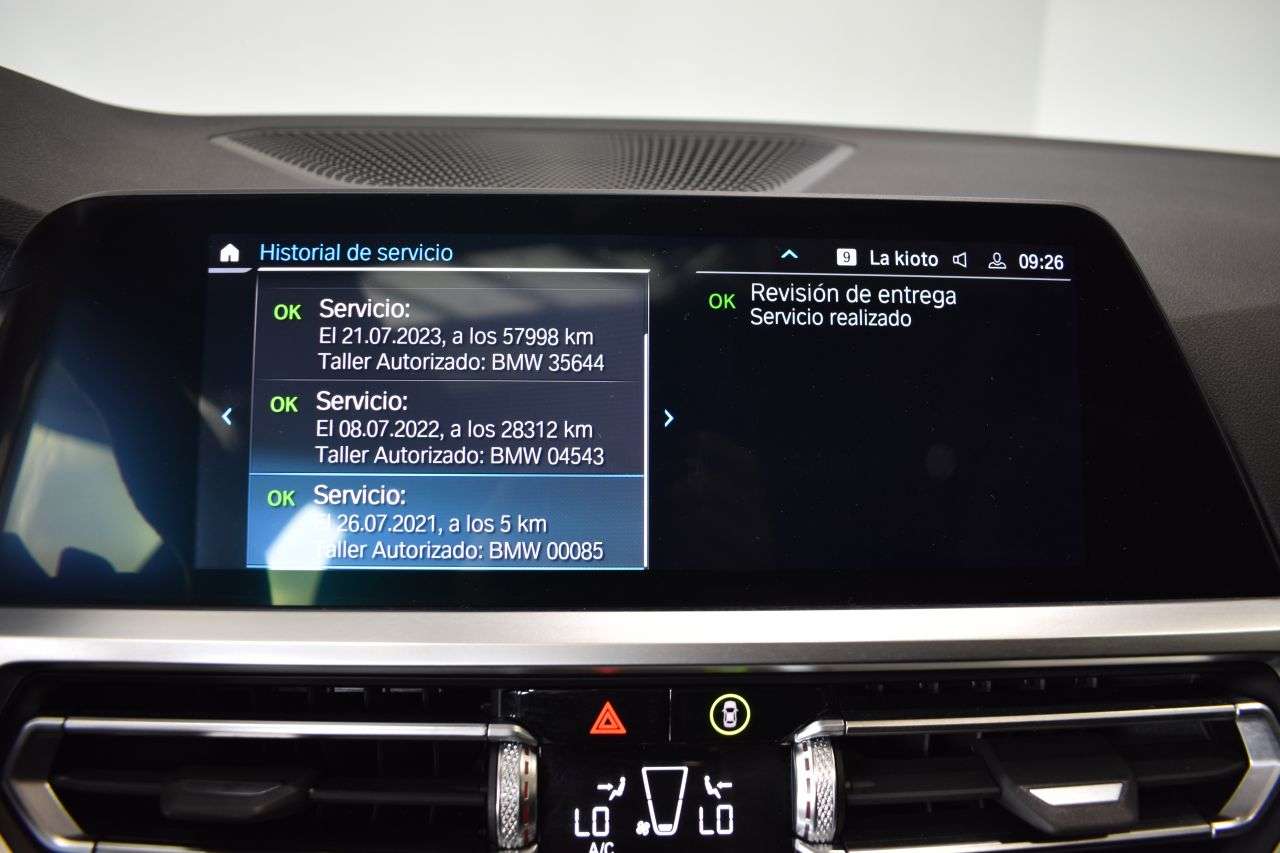 Historial de servicio
9 La kioto 09:26
OK Servicio:
El 21.07.2023, a los 57998 km
Taller Autorizado: BMW 35644
OK Servicio:
El 08.07.2022, a los 28312 km
Taller Autorizado: BMW 04543
OK Servicio:
El 26.07.2021, a los 5 km
Taller Autorizado: BMW 00085
OK Revisión de entrega
Servicio realizado
LO LO
A/C